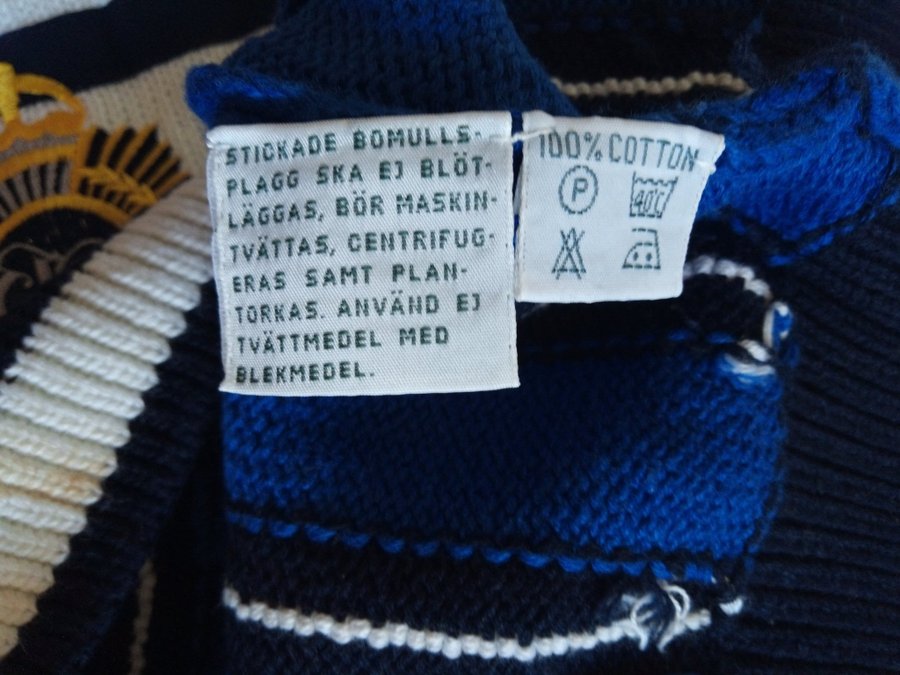 STICKADE BOMULLS-
PLAGG SKA EJ BLÖT-
LÄGGAS, BÖR MASKIN-
TVÄTTAS, CENTRIFUG-
ERAS SAMT PLAN-
TORKAS. ANVÄND EJ
TVÄTTMEDEL MED
BLEKMEDEL.
100% COTTON
P
40°C